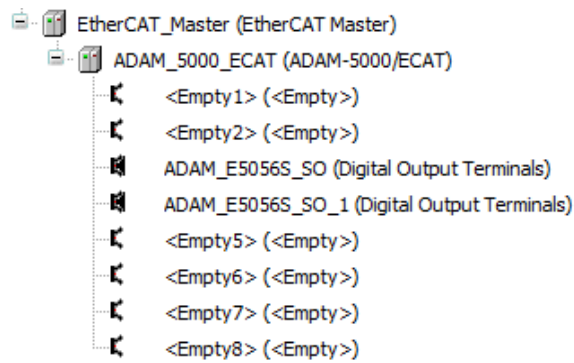 EtherCAT_Master (EtherCAT Master)
ADAM_5000_ECAT (ADAM-5000/ECAT)
<Empty1> (<Empty>)
<Empty2> (<Empty>)
ADAM_E5056S_SO (Digital Output Terminals)
ADAM_E5056S_SO_1 (Digital Output Terminals)
<Empty5> (<Empty>)
<Empty6> (<Empty>)
<Empty7> (<Empty>)
<Empty8> (<Empty>)